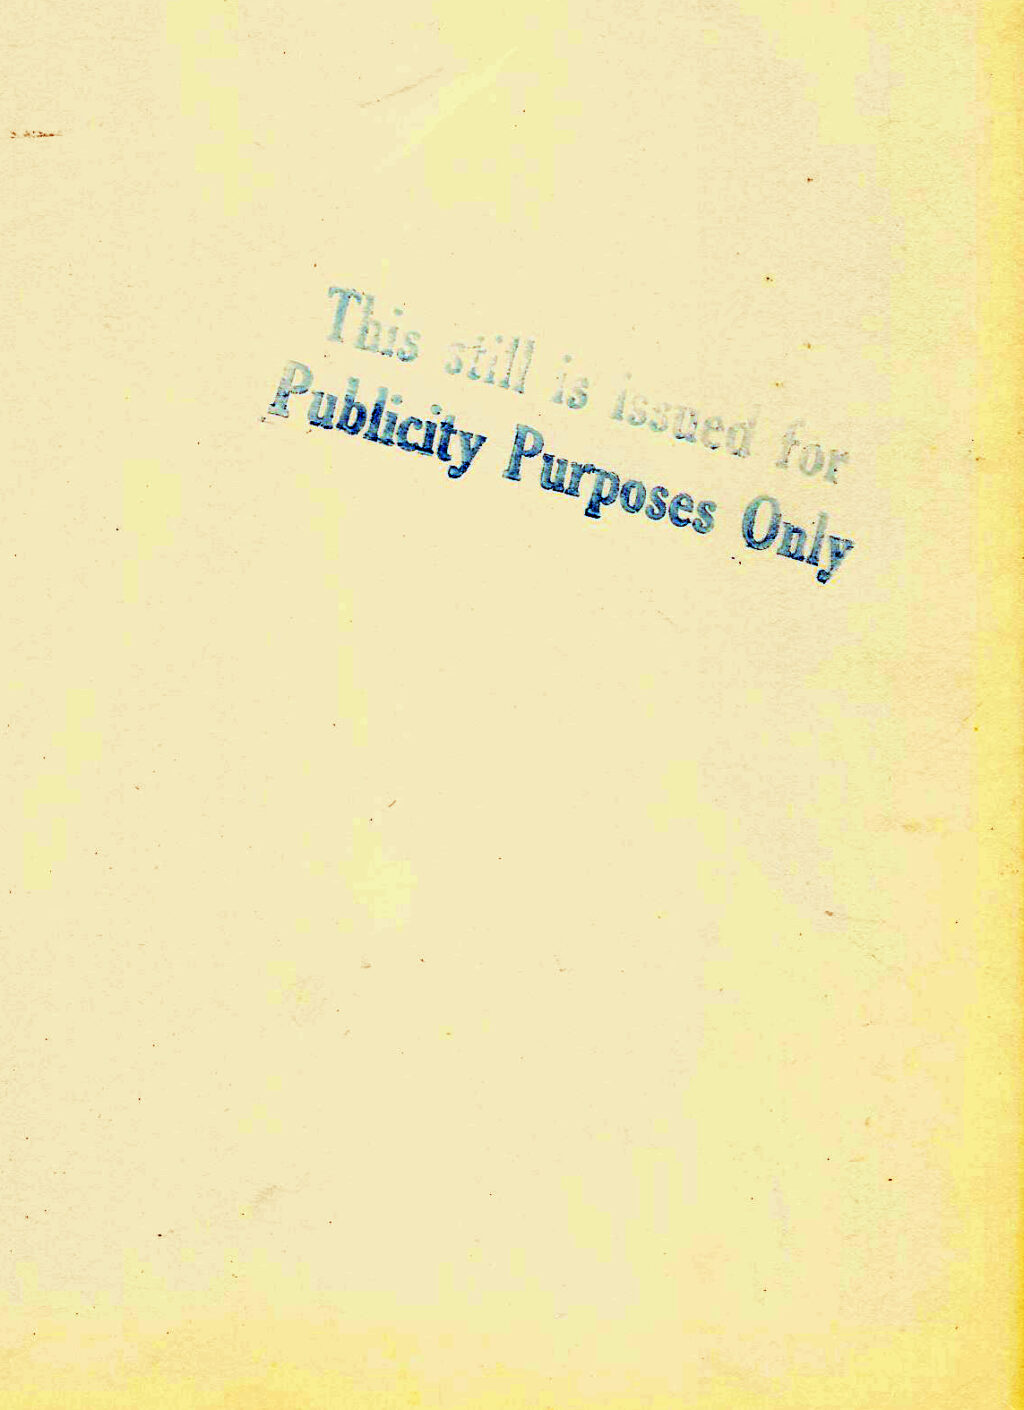 This still is issued for
Publicity Purposes Only